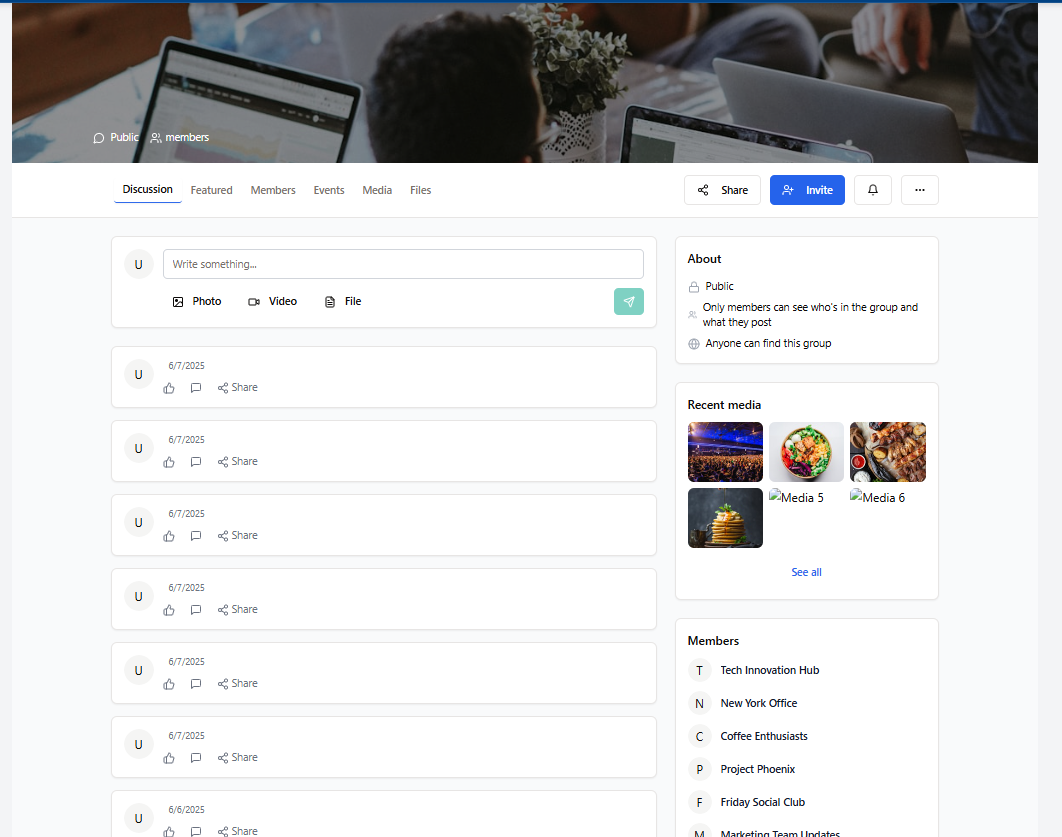 Public members
Discussion Featured Members Events Media Files
Share Invite
U
Write something...
Photo Video File
U
6/7/2025
Share
U
6/7/2025
Share
U
6/7/2025
Share
U
6/7/2025
Share
U
6/7/2025
Share
U
6/7/2025
Share
U
6/6/2025
Share
About
Public
Only members can see who's in the group and
what they post
Anyone can find this group
Recent media
Media 5 Media 6
See all
Members
T Tech Innovation Hub
N New York Office
C Coffee Enthusiasts
P Project Phoenix
F Friday Social Club
M Marketing Team Updates